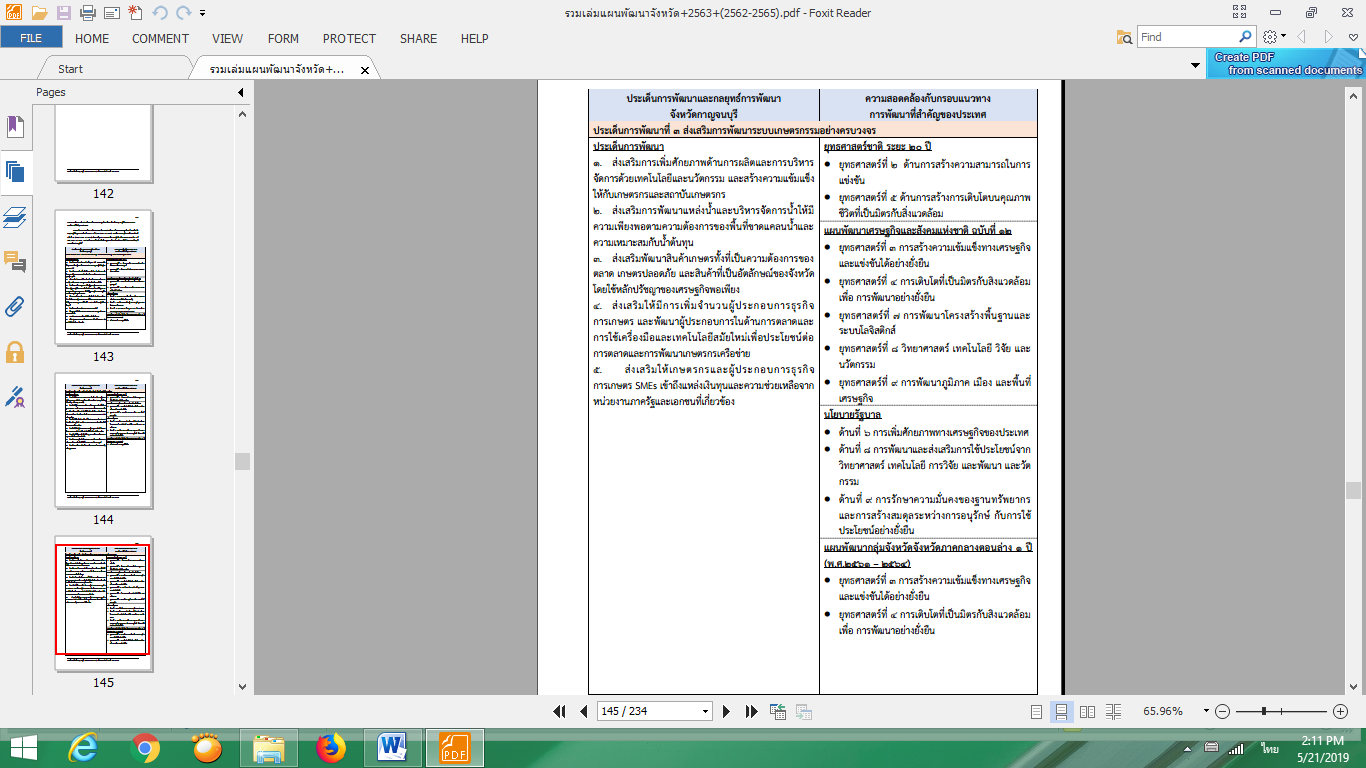 รวมเล่มแผนพัฒนาจังหวัด+2563+(2562-2565).pdf - Foxit Reader
FILE HOME COMMENT VIEW FORM PROTECT SHARE HELP
Find
Start
รวมเล่มแผนพัฒนาจังหวัด+...
Create PDF
from scanned documents
Pages
142
143
144
145
ประเด็นการพัฒนาและกลยุทธ์การพัฒนา
จังหวัดกาญจนบุรี
ความสอดคล้องกับกรอบแนวทาง
การพัฒนาที่สำคัญของประเทศ
ประเด็นการพัฒนาที่ ๓ ส่งเสริมการพัฒนาระบบเกษตรกรรมอย่างครบวงจร
ประเด็นการพัฒนา
๑. ส่งเสริมการเพิ่มศักยภาพด้านการผลิตและการบริหาร
จัดการด้วยเทคโนโลยีและนวัตกรรม และสร้างความเข้มแข็ง
ให้กับเกษตรกรและสถาบันเกษตรกร
๒. ส่งเสริมการพัฒนาแหล่งน้ำและบริหารจัดการน้ำให้มี
ความเพียงพอตามความต้องการของพื้นที่ขาดแคลนน้ำและ
ความเหมาะสมกับน้ำต้นทุน
๓. ส่งเสริมพัฒนาสินค้าเกษตรทั้งที่เป็นความต้องการของ
ตลาด เกษตรปลอดภัย และสินค้าที่เป็นอัตลักษณ์ของจังหวัด
โดยใช้หลักปรัชญาของเศรษฐกิจพอเพียง
๔. ส่งเสริมให้มีการเพิ่มจำนวนผู้ประกอบการธุรกิจ
การเกษตร และพัฒนาผู้ประกอบการในด้านการตลาดและ
การใช้เครื่องมือและเทคโนโลยีสมัยใหม่เพื่อประโยชน์ต่อ
การตลาดและการพัฒนาเกษตรกรเครือข่าย
๕. ส่งเสริมให้เกษตรกรและผู้ประกอบการธุรกิจ
การเกษตร SMEs เข้าถึงแหล่งเงินทุนและความช่วยเหลือจาก
หน่วยงานภาครัฐและเอกชนที่เกี่ยวข้อง
ยุทธศาสตร์ชาติ ระยะ ๒๐ ปี
● ยุทธศาสตร์ที่ ๒ ด้านการสร้างความสามารถในการ
แข่งขัน
● ยุทธศาสตร์ที่ ๕ ด้านการสร้างการเติบโตบนคุณภาพ
ชีวิตที่เป็นมิตรกับสิ่งแวดล้อม
แผนพัฒนาเศรษฐกิจและสังคมแห่งชาติ ฉบับที่ ๑๒
● ยุทธศาสตร์ที่ ๓ การสร้างความเข้มแข็งทางเศรษฐกิจ
และแข่งขันได้อย่างยั่งยืน
● ยุทธศาสตร์ที่ ๔ การเติบโตที่เป็นมิตรกับสิ่งแวดล้อม
เพื่อ การพัฒนาอย่างยั่งยืน
● ยุทธศาสตร์ที่ ๗ การพัฒนาโครงสร้างพื้นฐานและ
ระบบโลจิสติกส์
● ยุทธศาสตร์ที่ ๘ วิทยาศาสตร์ เทคโนโลยี วิจัย และ
นวัตกรรม
● ยุทธศาสตร์ที่ ๙ การพัฒนาภูมิภาค เมือง และพื้นที่
เศรษฐกิจ
นโยบายรัฐบาล
● ด้านที่ ๖ การเพิ่มศักยภาพทางเศรษฐกิจของประเทศ
● ด้านที่ ๘ การพัฒนาและส่งเสริมการใช้ประโยชน์จาก
วิทยาศาสตร์ เทคโนโลยี การวิจัย และพัฒนา และวัต
กรรม
● ด้านที่ ๙ การรักษาความมั่นคงของฐานทรัพยากร
และการสร้างสมดุลระหว่างการอนุรักษ์ กับการใช้
ประโยชน์อย่างยั่งยืน
แผนพัฒนากลุ่มจังหวัดจังหวัดภาคกลางตอนล่าง ๑ ปี
(พ.ศ.๒๕๖๑ – ๒๕๖๔)
● ยุทธศาสตร์ที่ ๓ การสร้างความเข้มแข็งทางเศรษฐกิจ
และแข่งขันได้อย่างยั่งยืน
● ยุทธศาสตร์ที่ ๔ การเติบโตที่เป็นมิตรกับสิ่งแวดล้อม
เพื่อ การพัฒนาอย่างยั่งยืน
145 / 234
65.96%
ไทย
2:11 PM
5/21/2019